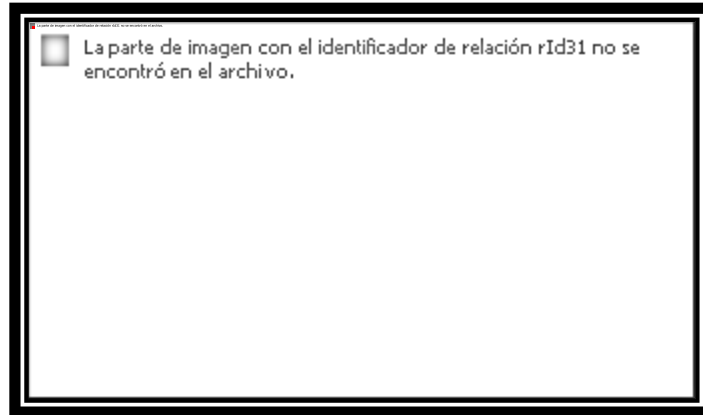 La parte de imagen con el identificador de relación rId31 no se
encontró en el archivo.